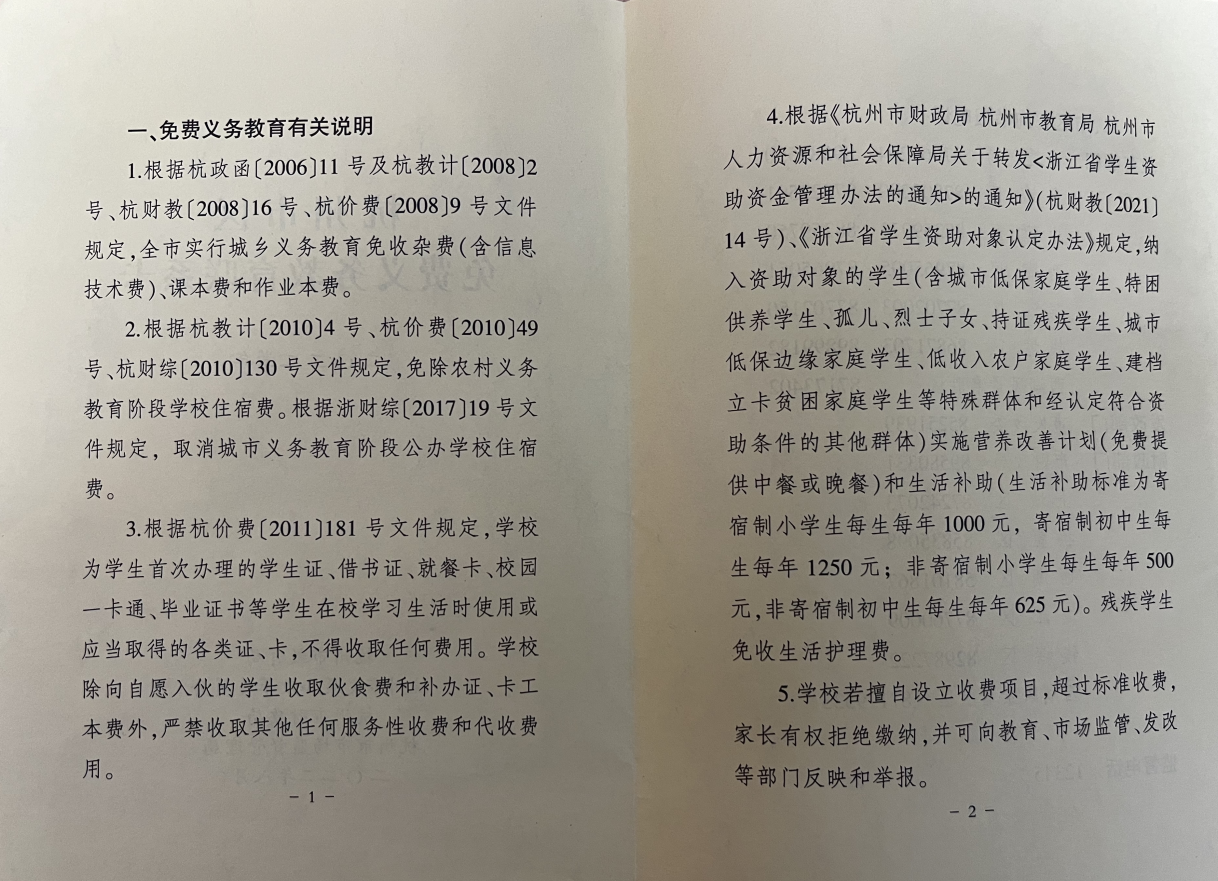 一、免费义务教育有关说明
1.根据杭政函〔2006〕11 号及杭教计〔2008〕2
号、杭财教〔2008〕16 号、杭价费〔2008〕9 号文件
规定,全市实行城乡义务教育免收杂费(含信息
技术费)、课本费和作业本费。
2.根据杭教计〔2010〕4 号、杭价费〔2010〕49
号、杭财综〔2010〕130 号文件规定,免除农村义务
教育阶段学校住宿费。根据浙财综〔2017〕19 号文
件规定，取消城市义务教育阶段公办学校住宿
费。
3.根据杭价费〔2011〕181 号文件规定,学校
为学生首次办理的学生证、借书证、就餐卡、校园
一卡通、毕业证书等学生在校学习生活时使用或
应当取得的各类证、卡,不得收取任何费用。学校
除向自愿入伙的学生收取伙食费和补办证、卡工
本费外,严禁收取其他任何服务性收费和代收费
用。
– 1 –
4.根据《杭州市财政局 杭州市教育局 杭州市
人力资源和社会保障局关于转发<浙江省学生资
助资金管理办法的通知>的通知》(杭财教〔2021〕
14 号)、《浙江省学生资助对象认定办法》规定,纳
入资助对象的学生(含城市低保家庭学生、特困
供养学生、孤儿、烈士子女、持证残疾学生、城市
低保边缘家庭学生、低收入农户家庭学生、建档
立卡贫困家庭学生等特殊群体和经认定符合资
助条件的其他群体)实施营养改善计划(免费提
供中餐或晚餐)和生活补助(生活补助标准为寄
宿制小学生每生每年 1000 元，寄宿制初中生每
生每年 1250 元；非寄宿制小学生每生每年 500
元,非寄宿制初中生每生每年 625 元)。残疾学生
免收生活护理费。
5.学校若擅自设立收费项目,超过标准收费,
家长有权拒绝缴纳,并可向教育、市场监管、发改
等部门反映和举报。
– 2 –